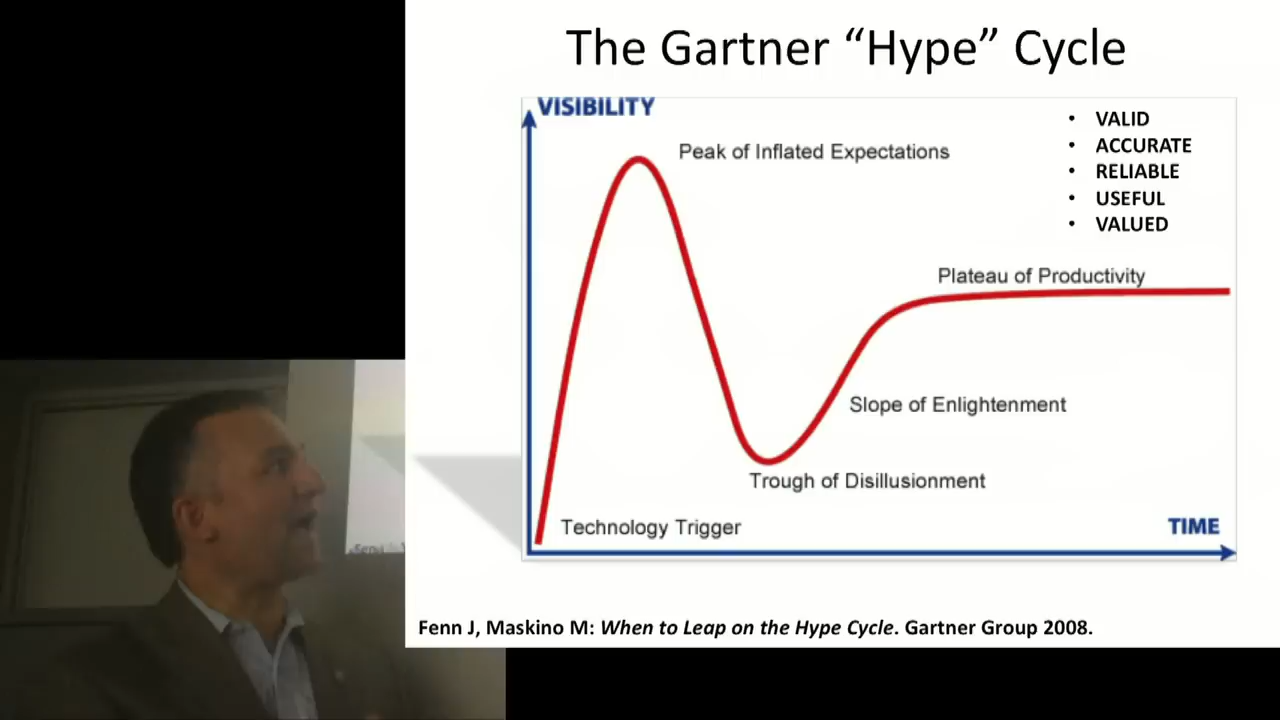 The Gartner “Hype” Cycle
VISIBILITY
• VALID
• ACCURATE
• RELIABLE
• USEFUL
• VALUED
Peak of Inflated Expectations
Plateau of Productivity
Slope of Enlightenment
Trough of Disillusionment
Technology Trigger
TIME
Fenn J, Maskino M: When to Leap on the Hype Cycle. Gartner Group 2008.